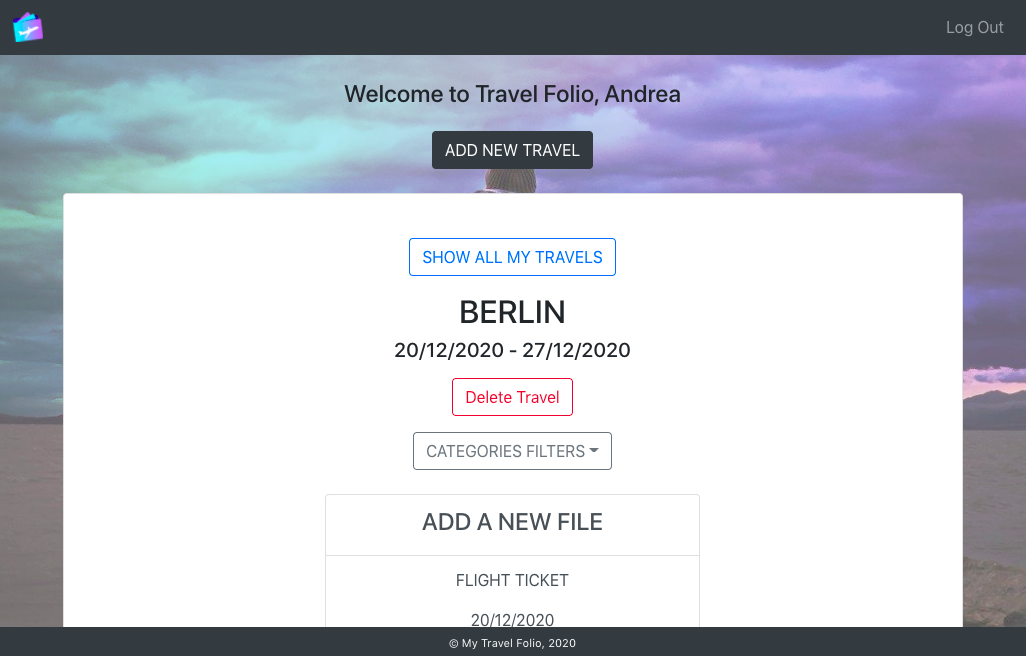 Log Out
Welcome to Travel Folio, Andrea
ADD NEW TRAVEL
SHOW ALL MY TRAVELS
BERLIN
20/12/2020 - 27/12/2020
Delete Travel
CATEGORIES FILTERS
ADD A NEW FILE
FLIGHT TICKET
20/12/2020
© My Travel Folio, 2020